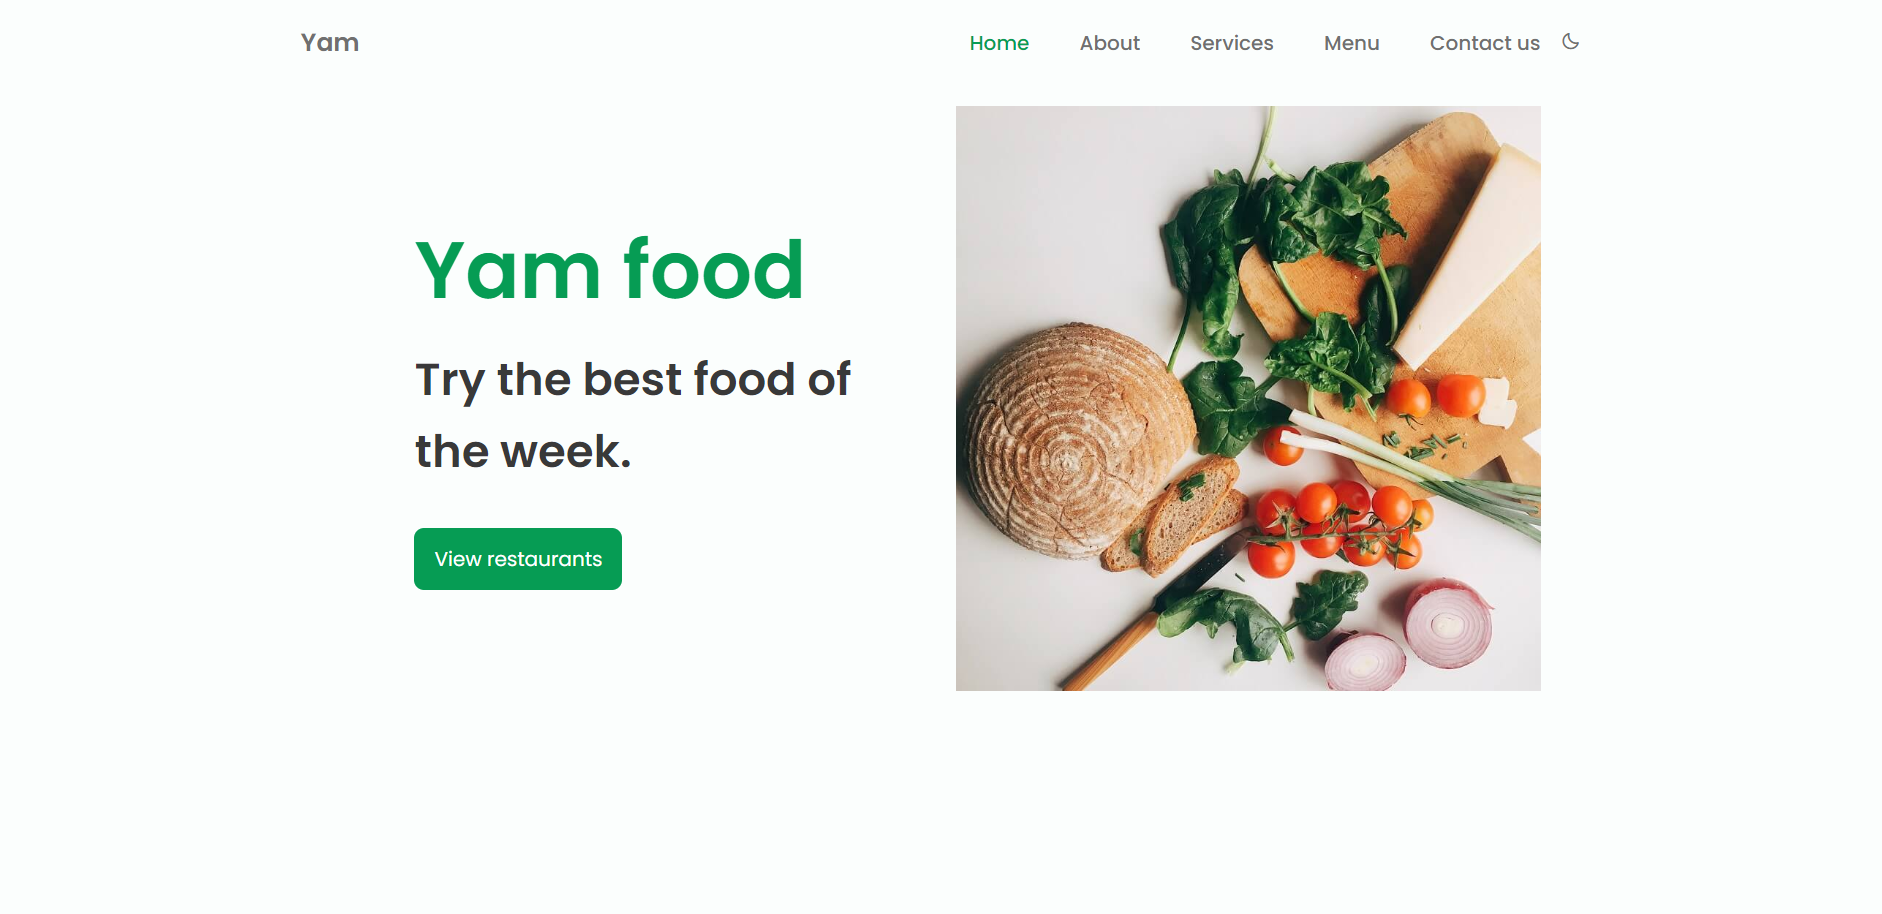 Yam
Home About Services Menu Contact us
Yam food
Try the best food of
the week.
View restaurants